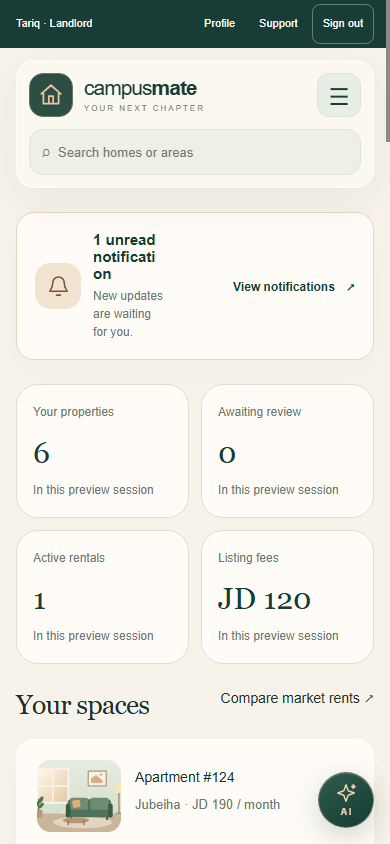 Tariq · Landlord
Profile
Support
Sign out
campusmate
YOUR NEXT CHAPTER
Search homes or areas
1 unread
notificati
on
New updates
are waiting
for you.
View notifications ↗
Your properties
6
In this preview session
Awaiting review
0
In this preview session
Active rentals
1
In this preview session
Listing fees
JD 120
In this preview session
Your spaces
Compare market rents ↗
Apartment #124
Jubeiha · JD 190 / month
AI